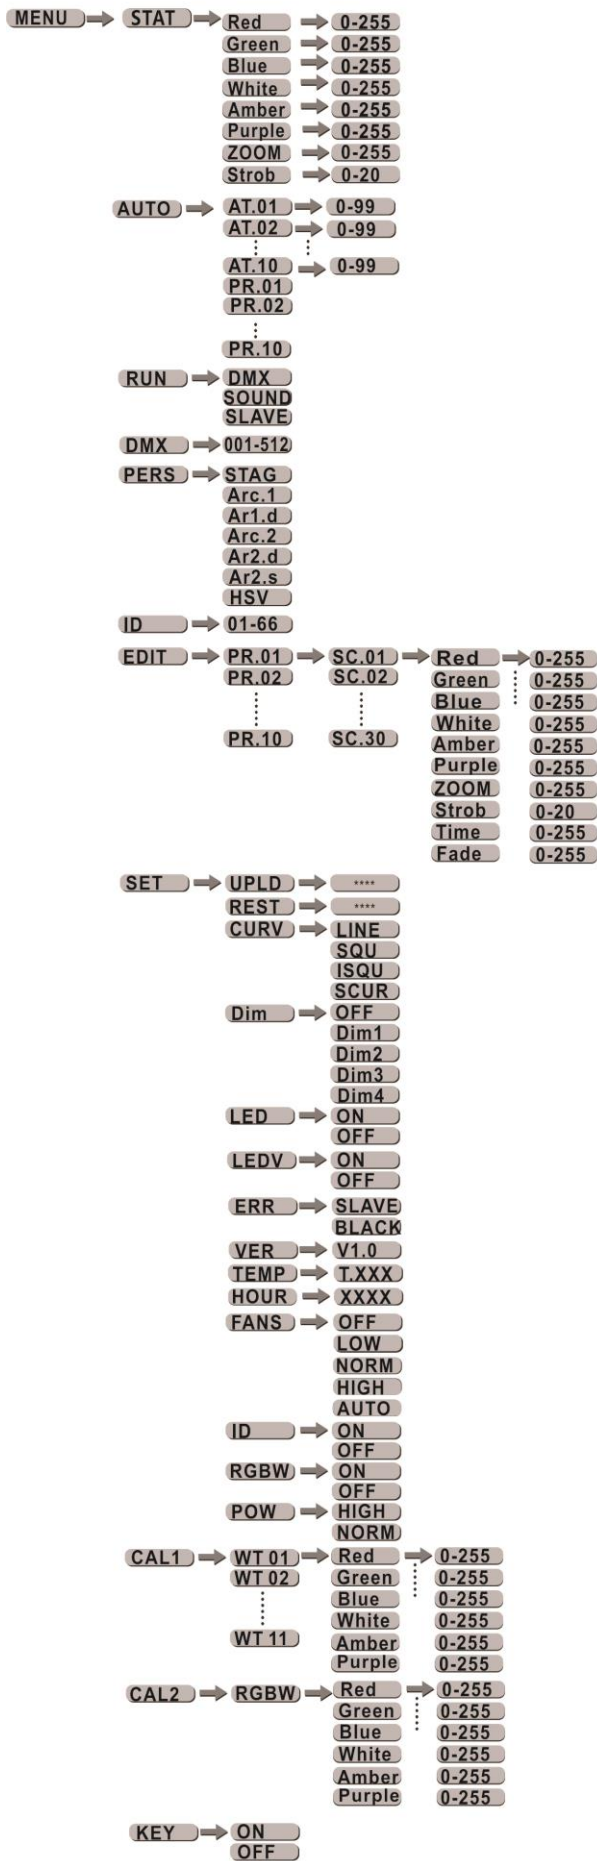 MENU STAT Red 0-255
Green 0-255
Blue 0-255
White 0-255
Amber 0-255
Purple 0-255
ZOOM 0-255
Strob 0-20
AUTO AT.01 0-99
AT.02 0-99
AT.10 0-99
PR.01
PR.02
PR.10
RUN DMX
SOUND
SLAVE
DMX 001-512
PERS STAG
Arc.1
Ar1.d
Arc.2
Ar2.d
Ar2.s
HSV
ID 01-66
EDIT PR.01 SC.01 Red 0-255
PR.02 SC.02 Green 0-255
Blue 0-255
White 0-255
PR.10 SC.30 Amber 0-255
Purple 0-255
ZOOM 0-255
Strob 0-20
Time 0-255
Fade 0-255
SET UPLD ****
REST ****
CURV LINE
SQU
ISQU
SCUR
Dim OFF
Dim1
Dim2
Dim3
Dim4
LED ON
OFF
LEDV ON
OFF
ERR SLAVE
BLACK
VER V1.0
TEMP T.XXX
HOUR XXXX
FANS OFF
LOW
NORM
HIGH
AUTO
ID ON
OFF
RGBW ON
OFF
POW HIGH
NORM
CAL1 WT 01 Red 0-255
WT 02 Green 0-255
Blue 0-255
White 0-255
WT 11 Amber 0-255
Purple 0-255
CAL2 RGBW Red 0-255
Green 0-255
Blue 0-255
White 0-255
Amber 0-255
Purple 0-255
KEY ON
OFF